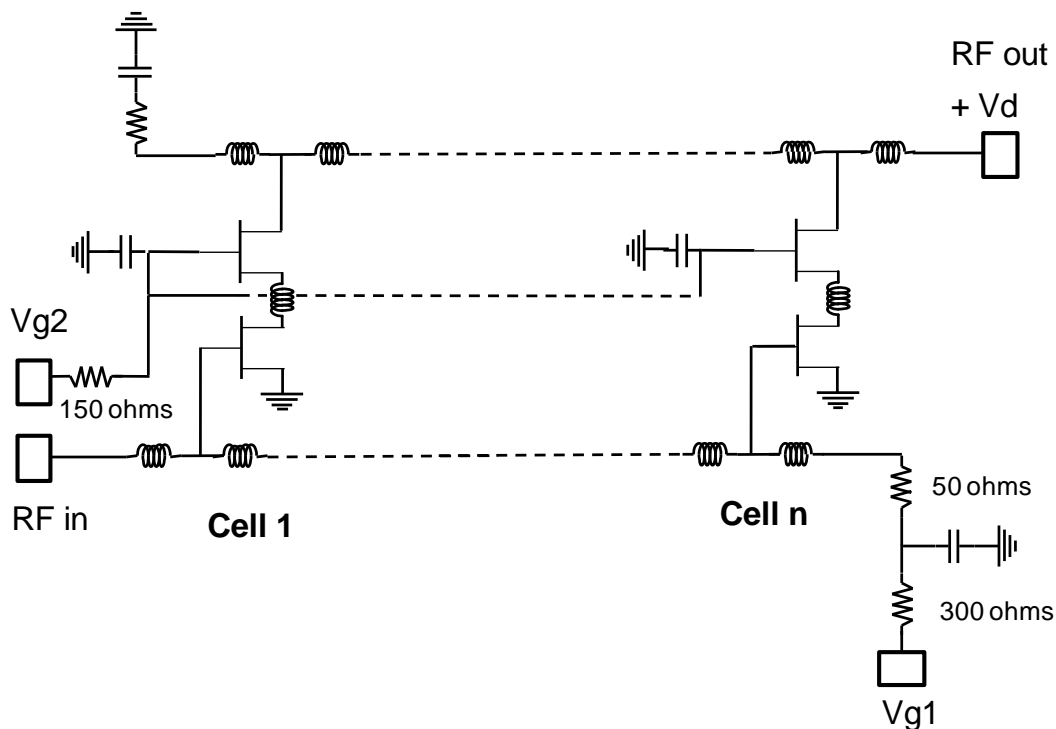 RF out
+ Vd
Vg2
150 ohms
RF in
Cell 1
Cell n
50 ohms
300 ohms
Vg1